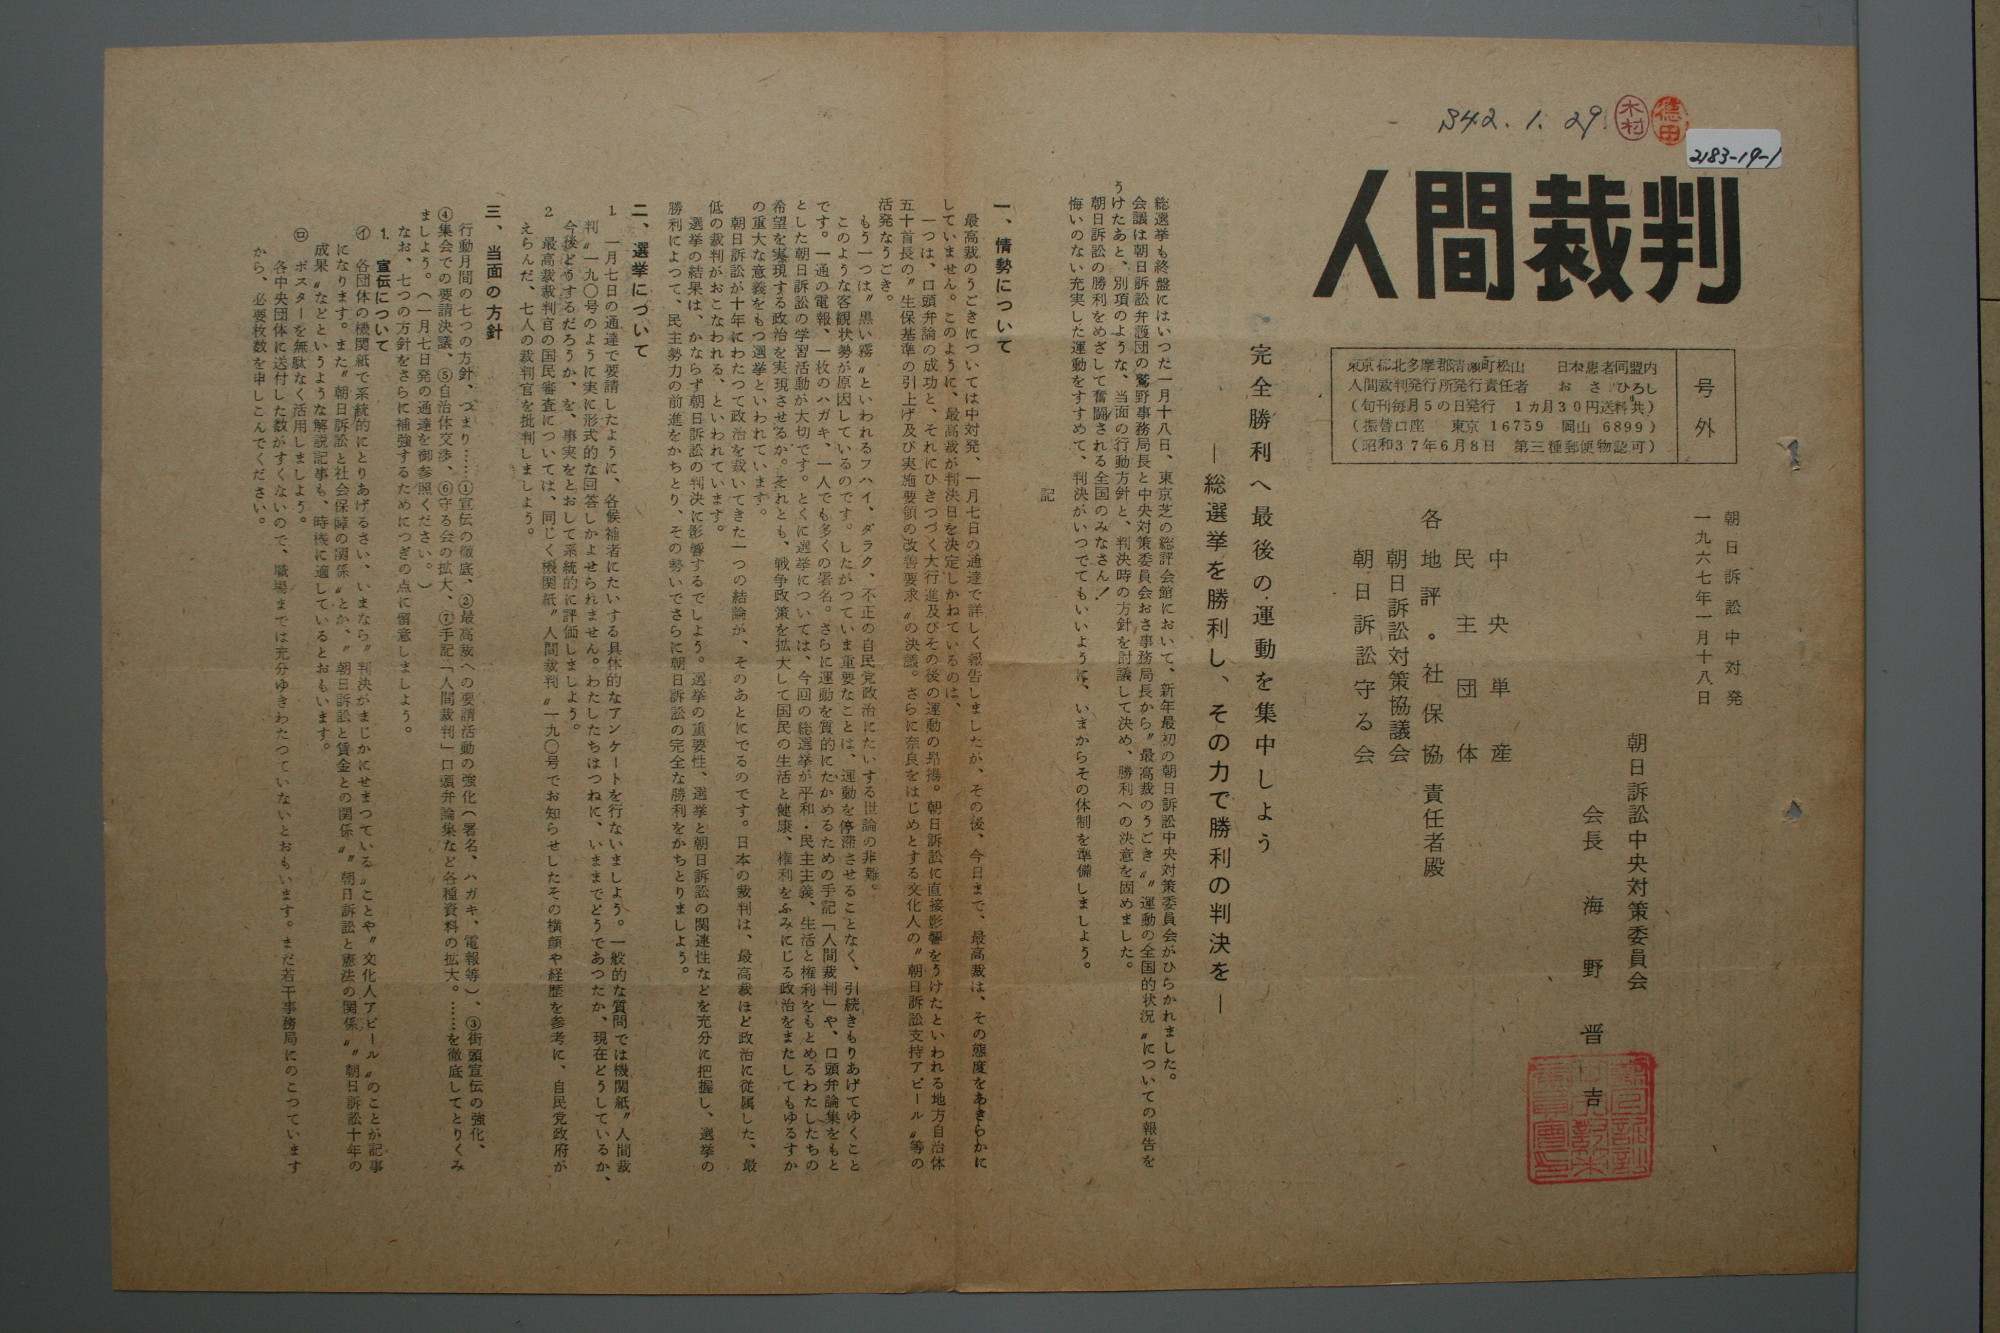 S42.1.29
木村
徳田
2183-19-1
人間裁判
号外
東京都北多摩郡清瀬町松山 日本患者同盟内
人間裁判発行所発行責任者 おさ ひろし
(旬刊毎月5の日発行 1カ月30円送料共)
(振替口座 東京 16759 岡山 6899)
(昭和37年6月8日 第三種郵便物認可)
朝日訴訟中対発
一九六七年一月十八日
朝日訴訟中央対策委員会
会長 海野晋吉
中央単産
民主団体
各地評・社保協 責任者殿
朝日訴訟対策協議会
朝日訴訟守る会
完全勝利へ最後の運動を集中しよう
―総選挙を勝利し、その力で勝利の判決を―
総選挙も終盤にはいつた一月十八日、東京芝の総評会館において、新年最初の朝日訴訟中央対策委員会がひらかれました。
会議は朝日訴訟弁護団の鷲野事務局長と中央対策委員会おさ事務局長から〝最高裁のうごき〟〝運動の全国的状況〟についての報告を
うけたあと、別項のような、当面の行動方針と、判決時の方針を討議して決め、勝利への決意を固めました。
朝日訴訟の勝利をめざして奮闘される全国のみなさん!
悔いのない充実した運動をすすめて、判決がいつでてもいいように、いまからその体制を準備しましよう。
記
一、情勢について
最高裁のうごきについては中対発、一月七日の通達で詳しく報告しましたが、その後、今日まで、最高裁は、その態度をあきらかに
していません。このように、最高裁が判決日を決定しかねているのは、
一つは、口頭弁論の成功と、それにひきつづく大行進及びその後の運動の昂揚。朝日訴訟に直接影響をうけたといわれる地方自治体
五十首長の〝生保基準の引上げ及び実施要領の改善要求〟の決議。さらに奈良をはじめとする文化人の〝朝日訴訟支持アピール〟等の
活発なうごき。
もう一つは〝黒い霧〟といわれるフハイ、ダラク、不正の自民党政治にたいする世論の非難。
このような客観状勢が原因しているのです。したがつていま重要なことは、運動を停滞させることなく、引続きもりあげてゆくこと
です。一通の電報、一枚のハガキ、一人でも多くの署名。さらに運動を質的にたかめるための手記「人間裁判」や、口頭弁論集をもと
とした朝日訴訟の学習活動が大切です。とくに選挙については、今回の総選挙が平和・民主主義、生活と権利をもとめるわたしたちの
希望を実現する政治を実現させるか。それとも、戦争政策を拡大して国民の生活と健康、権利をふみにじる政治をまたしてもゆるすか
の重大な意義をもつ選挙といわれています。
朝日訴訟が十年にわたつて政治を裁いてきた一つの結論が、そのあとにでるのです。日本の裁判は、最高裁ほど政治に従属した、最
低の裁判がおこなわれる、といわれています。
選挙の結果は、かならず朝日訴訟の判決に影響するでしよう。選挙の重要性、選挙と朝日訴訟の関連性などを充分に把握し、選挙の
勝利によつて、民主勢力の前進をかちとり、その勢いでさらに朝日訴訟の完全な勝利をかちとりましよう。
二、選挙について
1 一月七日の通達で要請したように、各候補者にたいする具体的なアンケートを行ないましよう。一般的な質問では機関紙〝人間裁
判〟一九〇号のように実に形式的な回答しかよせられません。わたしたちはつねに、いままでどうであつたか、現在どうしているか、
今後どうするだろうか、を、事実をとおして系統的に評価しましよう。
2 最高裁裁判官の国民審査については、同じく機関紙〝人間裁判〟一九〇号でお知らせしたその横顔や経歴を参考に、自民党政府が
えらんだ、七人の裁判官を批判しましよう。
三、当面の方針
行動月間の七つの方針、つまり……①宣伝の徹底、②最高裁への要請活動の強化(署名、ハガキ、電報等)、③街頭宣伝の強化、
④集会での要請決議、⑤自治体交渉、⑥守る会の拡大、⑦手記「人間裁判」口頭弁論集など各種資料の拡大。……を徹底してとりくみ
ましよう。(一月七日発の通達を御参照ください。)
なお、七つの方針をさらに補強するためにつぎの点に留意しましよう。
1. 宣伝について
㋑ 各団体の機関紙で系統的にとりあげるさい、いまなら〝判決がまじかにせまつている〟ことや〝文化人アピール〟のことが記事
になります。また〝朝日訴訟と社会保障の関係〟とか、〝朝日訴訟と賃金との関係〟〝朝日訴訟と憲法の関係〟〝朝日訴訟十年の
成果〟などというような解説記事も、時機に適しているとおもいます。
㋺ ポスターを無駄なく活用しましよう。
各中央団体に送付した数がすくないので、職場までは充分ゆきわたつていないとおもいます。まだ若干事務局にのこつています
から、必要枚数を申しこんでください。